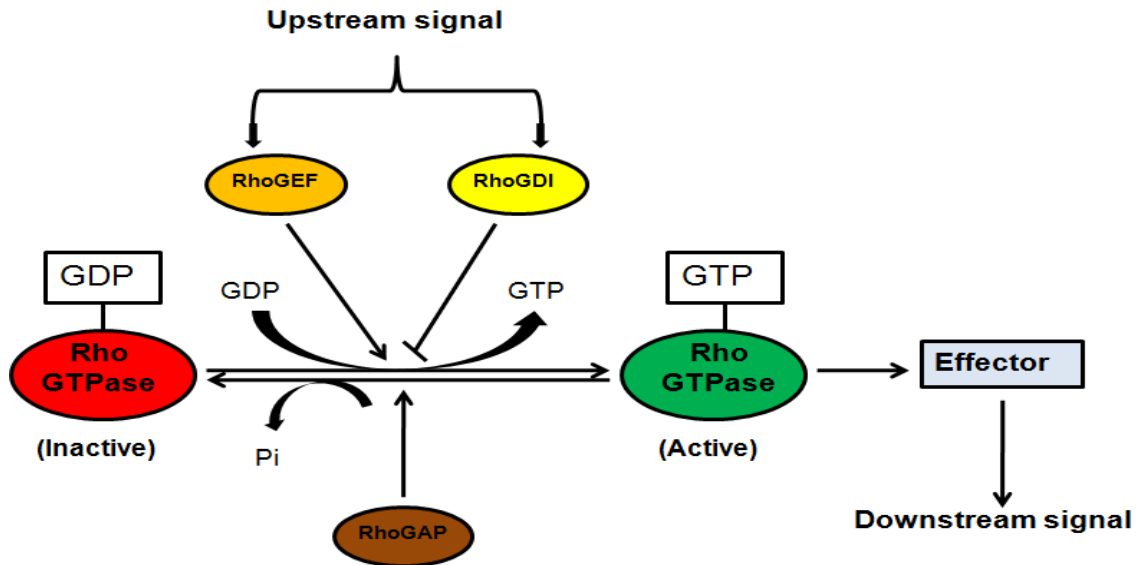 Upstream signal
RhoGEF
RhoGDI
GDP
GTP
GDP
GTP
Rho
GTPase
Rho
GTPase
Effector
(Inactive)
Pi
(Active)
RhoGAP
Downstream signal